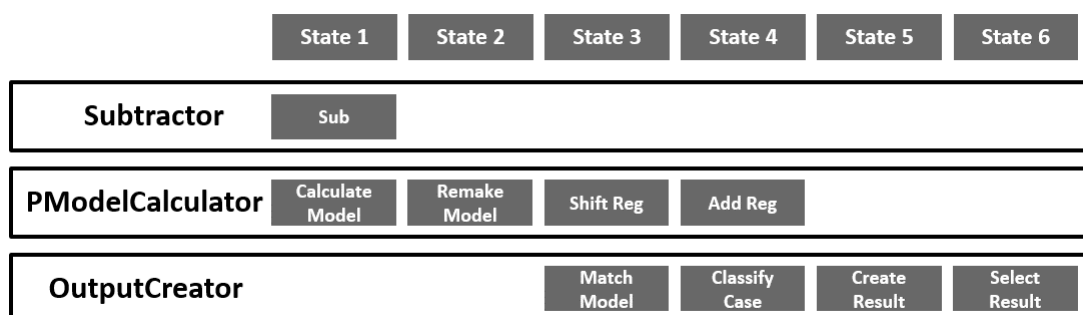 State 1 State 2 State 3 State 4 State 5 State 6
Subtractor Sub
PModelCalculator Calculate Model Remake Model Shift Reg Add Reg
OutputCreator Match Model Classify Case Create Result Select Result